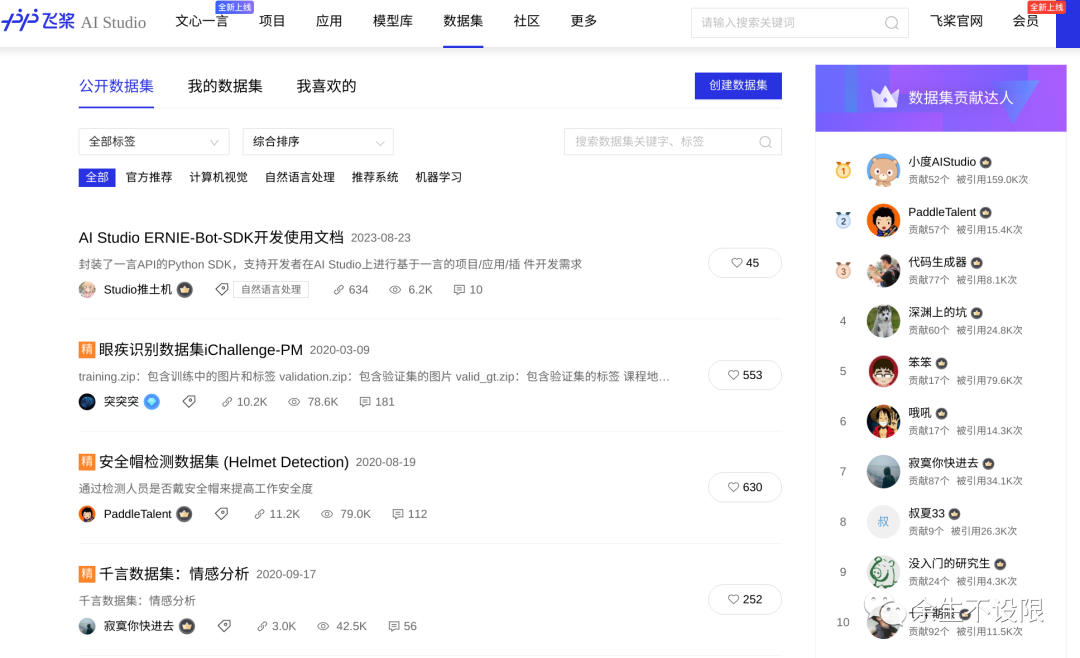 飞桨 AI Studio 文心一言 全新上线 项目 应用 模型库 数据集 社区 更多 请输入搜索关键词 飞桨官网 会员 全新上线
公开数据集 我的数据集 我喜欢的 创建数据集
全部标签 综合排序 搜索数据集关键字、标签
全部 官方推荐 计算机视觉 自然语言处理 推荐系统 机器学习
AI Studio ERNIE-Bot-SDK开发使用文档 2023-08-23
封装了一言API的Python SDK，支持开发者在AI Studio上进行基于一言的项目/应用/插 件开发需求
45
Studio推土机 自然语言处理 634 6.2K 10
精 眼疾识别数据集iChallenge-PM 2020-03-09
training.zip：包含训练中的图片和标签 validation.zip：包含验证集的图片 valid_gt.zip：包含验证集的标签 课程地...
553
突突突 10.2K 78.6K 181
精 安全帽检测数据集 (Helmet Detection) 2020-08-19
通过检测人员是否戴安全帽来提高工作安全度
630
PaddleTalent 11.2K 79.0K 112
精 千言数据集：情感分析 2020-09-17
千言数据集：情感分析
252
寂寞你快进去 3.0K 42.5K 56
数据集贡献达人
1 小度AIStudio
贡献52个 被引用159.0K次
2 PaddleTalent
贡献57个 被引用15.4K次
3 代码生成器
贡献77个 被引用8.1K次
4 深渊上的坑
贡献60个 被引用24.8K次
5 笨笨
贡献17个 被引用79.6K次
6 哦吼
贡献17个 被引用14.3K次
7 寂寞你快进去
贡献87个 被引用34.1K次
8 叔 叔夏33
贡献9个 被引用26.3K次
9 没入门的研究生
贡献24个 被引用4.3K次
10
贡献92个 被引用11.5K次
余生不设限